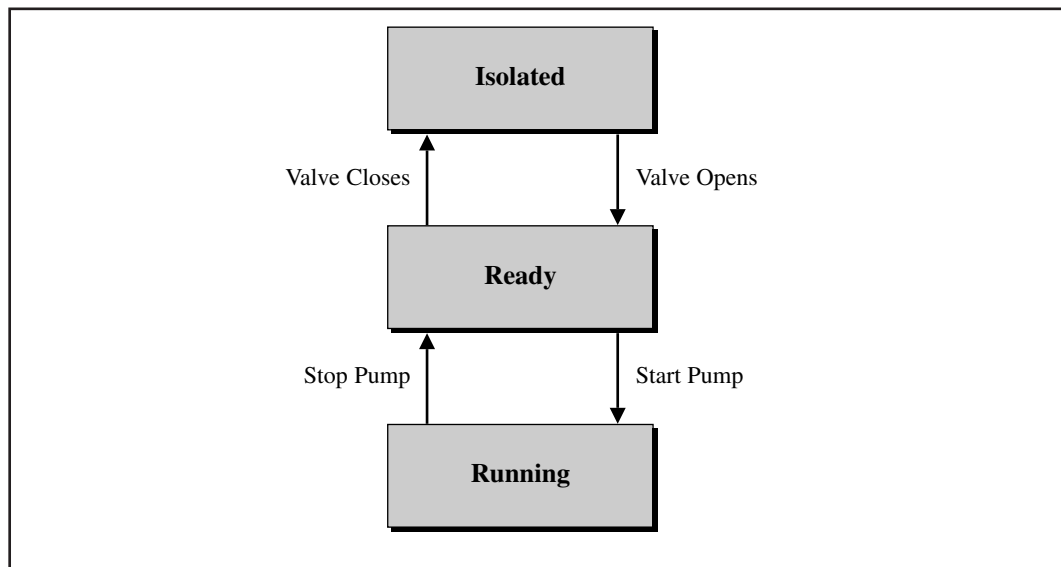 Isolated
Valve Closes
Valve Opens
Ready
Stop Pump
Start Pump
Running